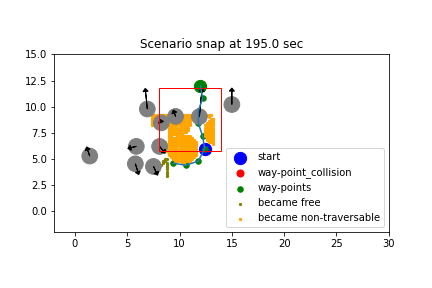 Scenario snap at 195.0 sec
15.0
12.5
10.0
7.5
5.0
2.5
0.0
0
5
10
15
20
25
30
start
way-point_collision
way-points
became free
became non-traversable